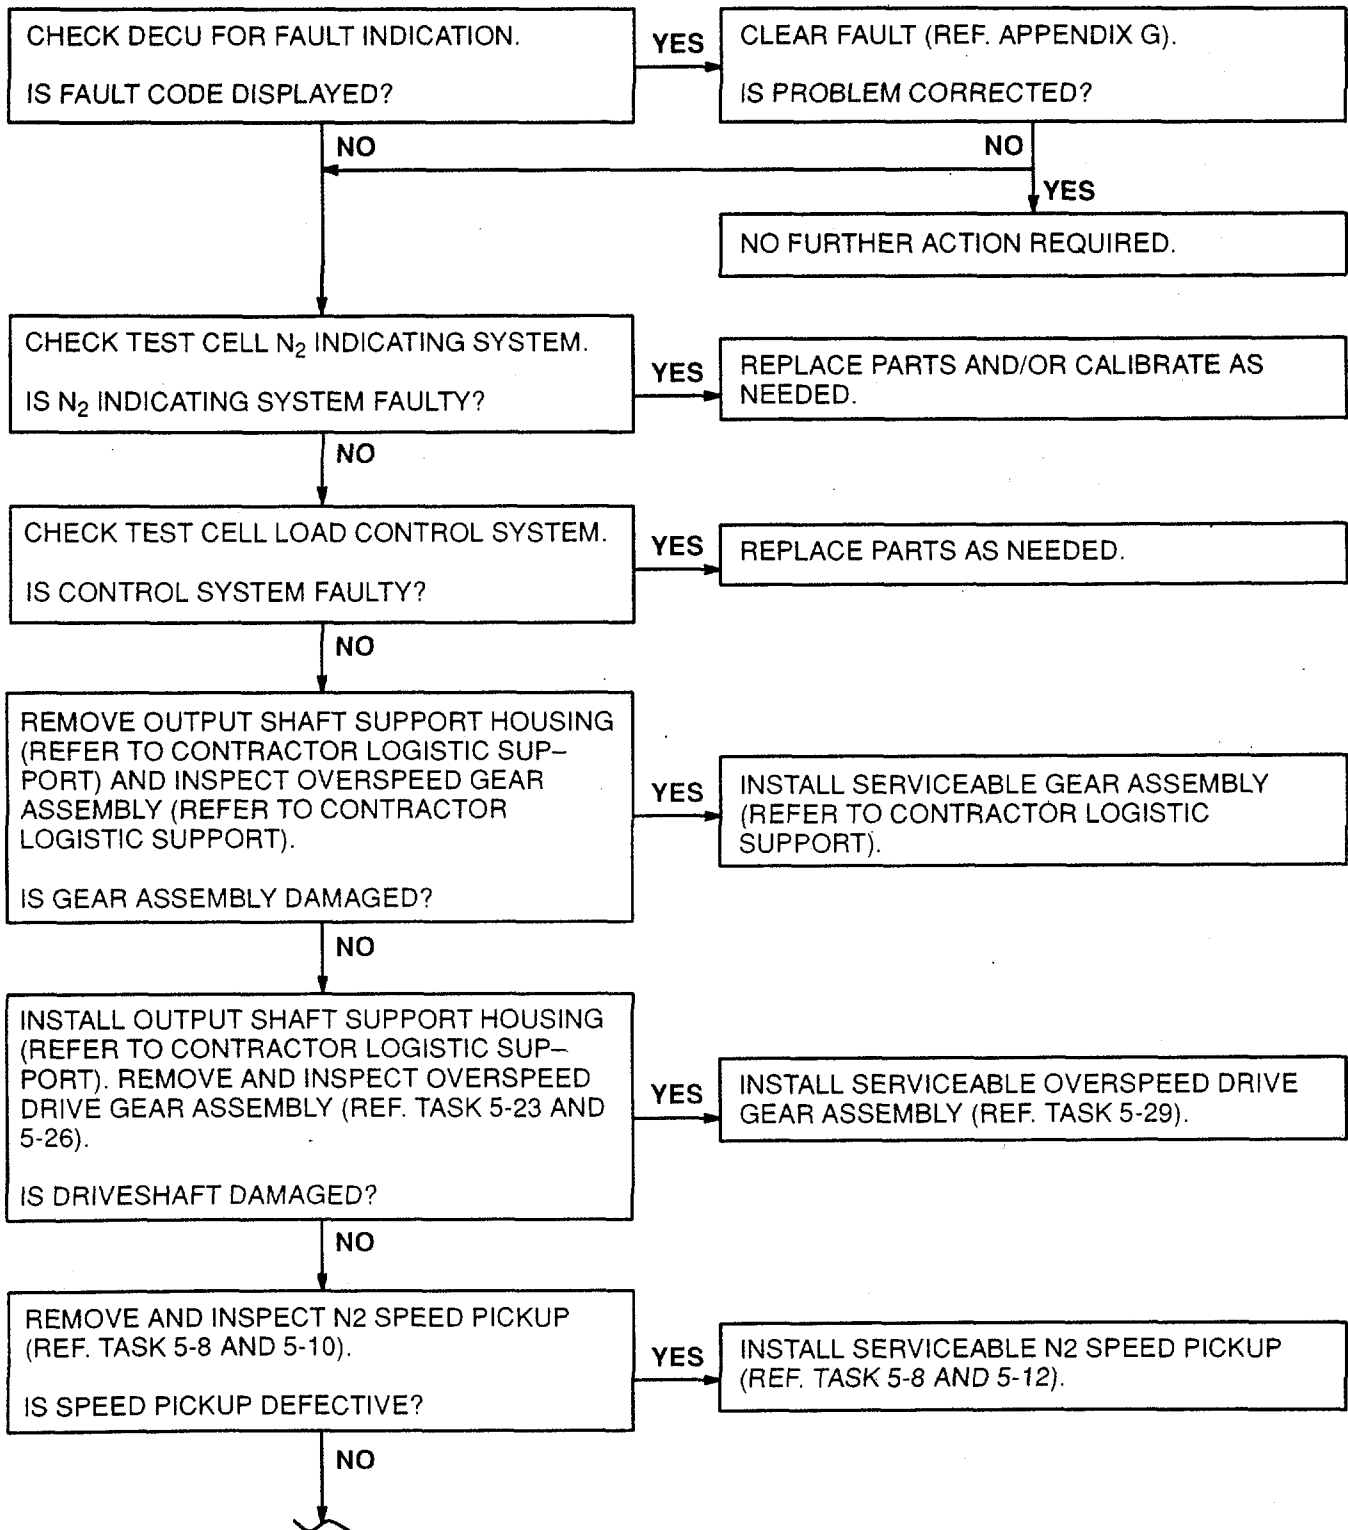 CHECK DECU FOR FAULT INDICATION.
IS FAULT CODE DISPLAYED?
YES
CLEAR FAULT (REF. APPENDIX G).
IS PROBLEM CORRECTED?
NO
NO
YES
NO FURTHER ACTION REQUIRED.
CHECK TEST CELL N₂ INDICATING SYSTEM.
IS N₂ INDICATING SYSTEM FAULTY?
YES
REPLACE PARTS AND/OR CALIBRATE AS
NEEDED.
NO
CHECK TEST CELL LOAD CONTROL SYSTEM.
IS CONTROL SYSTEM FAULTY?
YES
REPLACE PARTS AS NEEDED.
NO
REMOVE OUTPUT SHAFT SUPPORT HOUSING
(REFER TO CONTRACTOR LOGISTIC SUP–
PORT) AND INSPECT OVERSPEED GEAR
ASSEMBLY (REFER TO CONTRACTOR
LOGISTIC SUPPORT).
IS GEAR ASSEMBLY DAMAGED?
YES
INSTALL SERVICEABLE GEAR ASSEMBLY
(REFER TO CONTRACTOR LOGISTIC
SUPPORT).
NO
INSTALL OUTPUT SHAFT SUPPORT HOUSING
(REFER TO CONTRACTOR LOGISTIC SUP–
PORT). REMOVE AND INSPECT OVERSPEED
DRIVE GEAR ASSEMBLY (REF. TASK 5-23 AND
5-26).
IS DRIVESHAFT DAMAGED?
YES
INSTALL SERVICEABLE OVERSPEED DRIVE
GEAR ASSEMBLY (REF. TASK 5-29).
NO
REMOVE AND INSPECT N2 SPEED PICKUP
(REF. TASK 5-8 AND 5-10).
IS SPEED PICKUP DEFECTIVE?
YES
INSTALL SERVICEABLE N2 SPEED PICKUP
(REF. TASK 5-8 AND 5-12).
NO